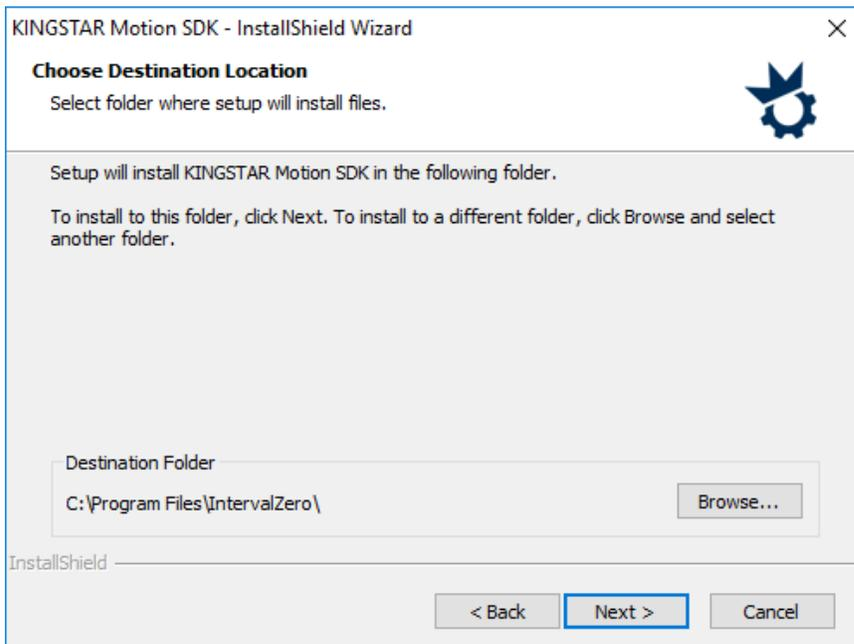 KINGSTAR Motion SDK - InstallShield Wizard
Choose Destination Location
Select folder where setup will install files.
Setup will install KINGSTAR Motion SDK in the following folder.
To install to this folder, click Next. To install to a different folder, click Browse and select
another folder.
Destination Folder
C:\Program Files\IntervalZero\
Browse...
InstallShield
< Back
Next >
Cancel